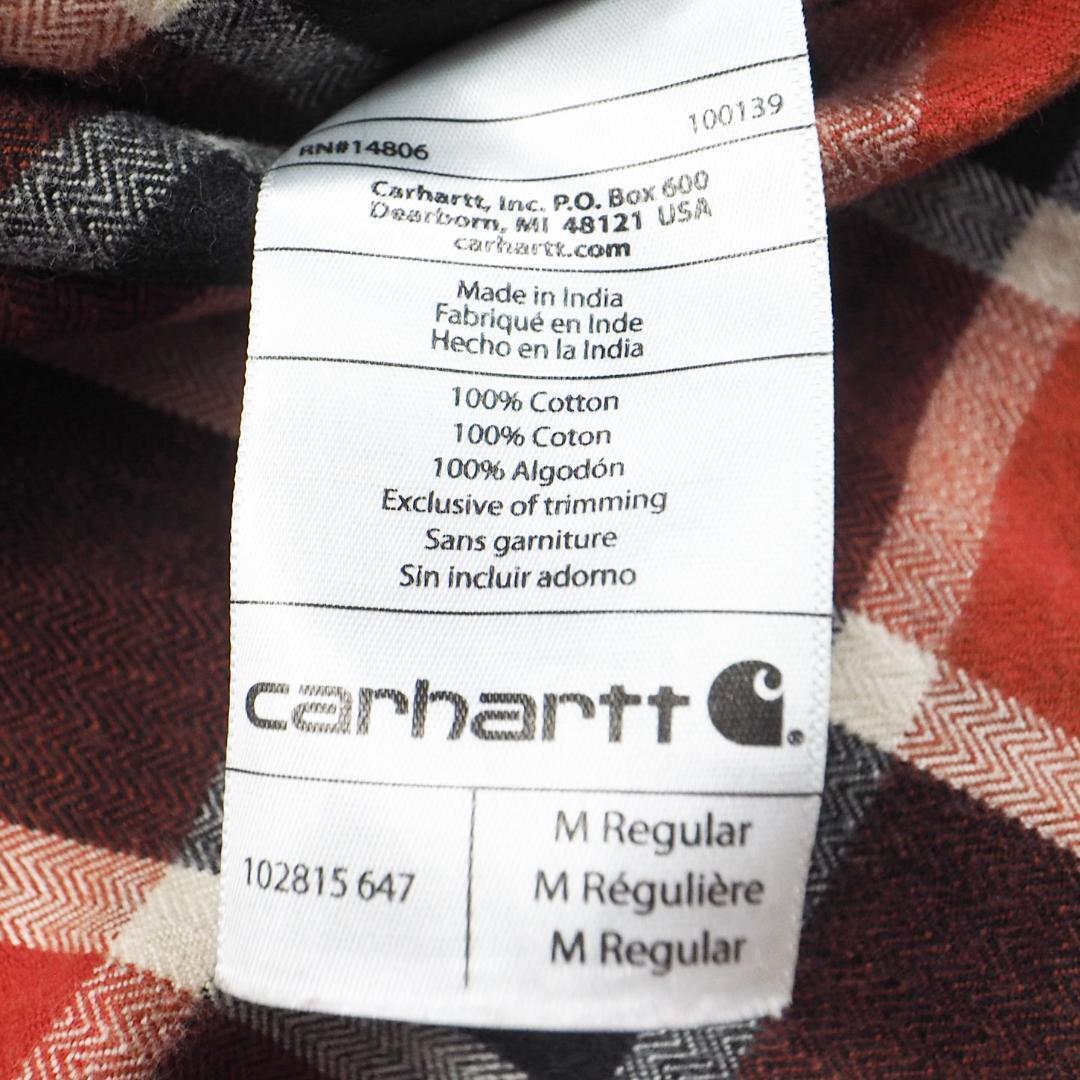 RN#14806 100139
Carhartt, Inc. P.O. Box 600
Dearborn, MI 48121 USA
carhartt.com
Made in India
Fabriqué en Inde
Hecho en la India
100% Cotton
100% Coton
100% Algodón
Exclusive of trimming
Sans garniture
Sin incluir adorno
carhartt
102815 647
M Regular
M Régulière
M Regular